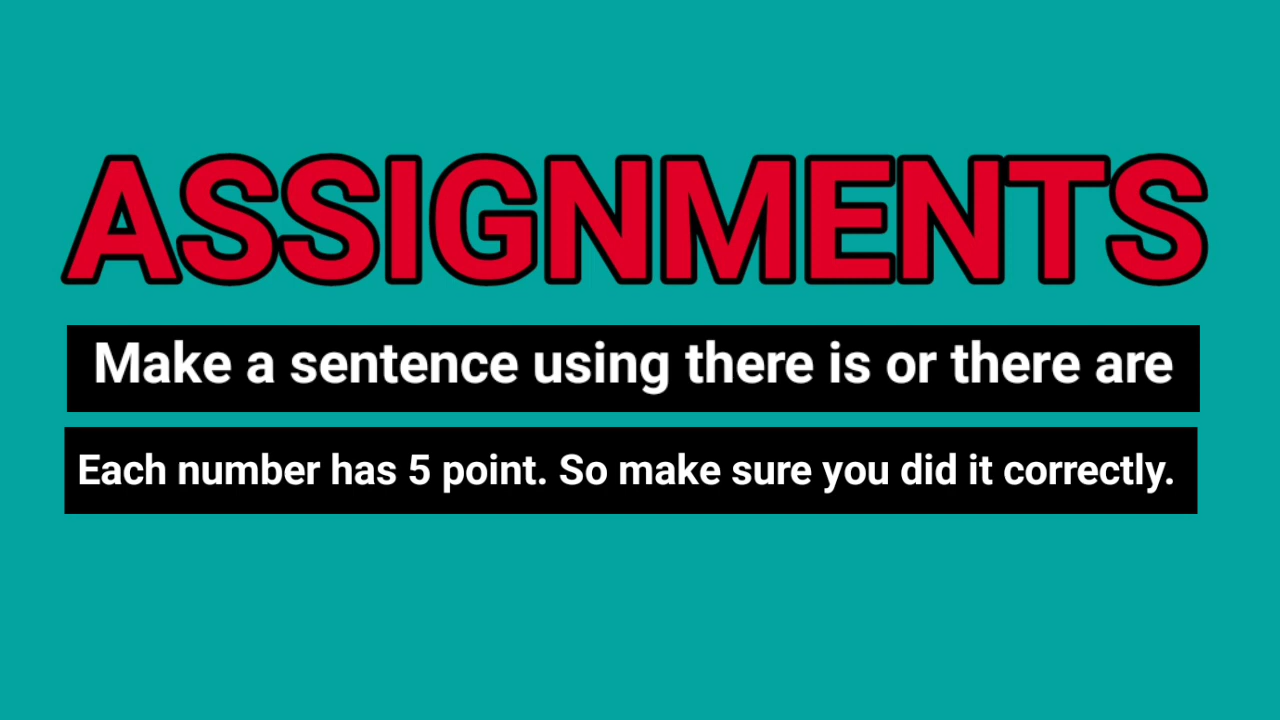 ASSIGNMENTS
Make a sentence using there is or there are
Each number has 5 point. So make sure you did it correctly.